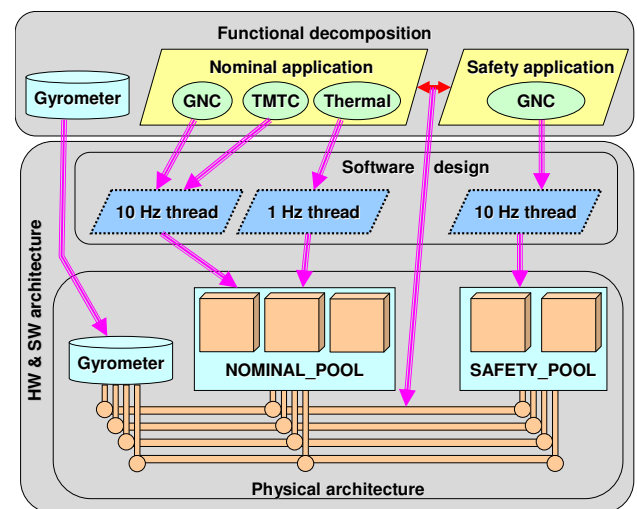 Functional decomposition
Nominal application
Safety application
Gyrometer
GNC
TMTC
Thermal
GNC
Software design
10 Hz thread
1 Hz thread
10 Hz thread
HW & SW architecture
Gyrometer
NOMINAL_POOL
SAFETY_POOL
Physical architecture